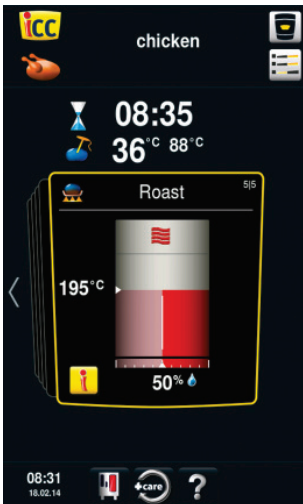 icc
chicken
08:35
36°C 88°C
Roast 5|5
195°C
i
50%
08:31
18.02.14
+care ?